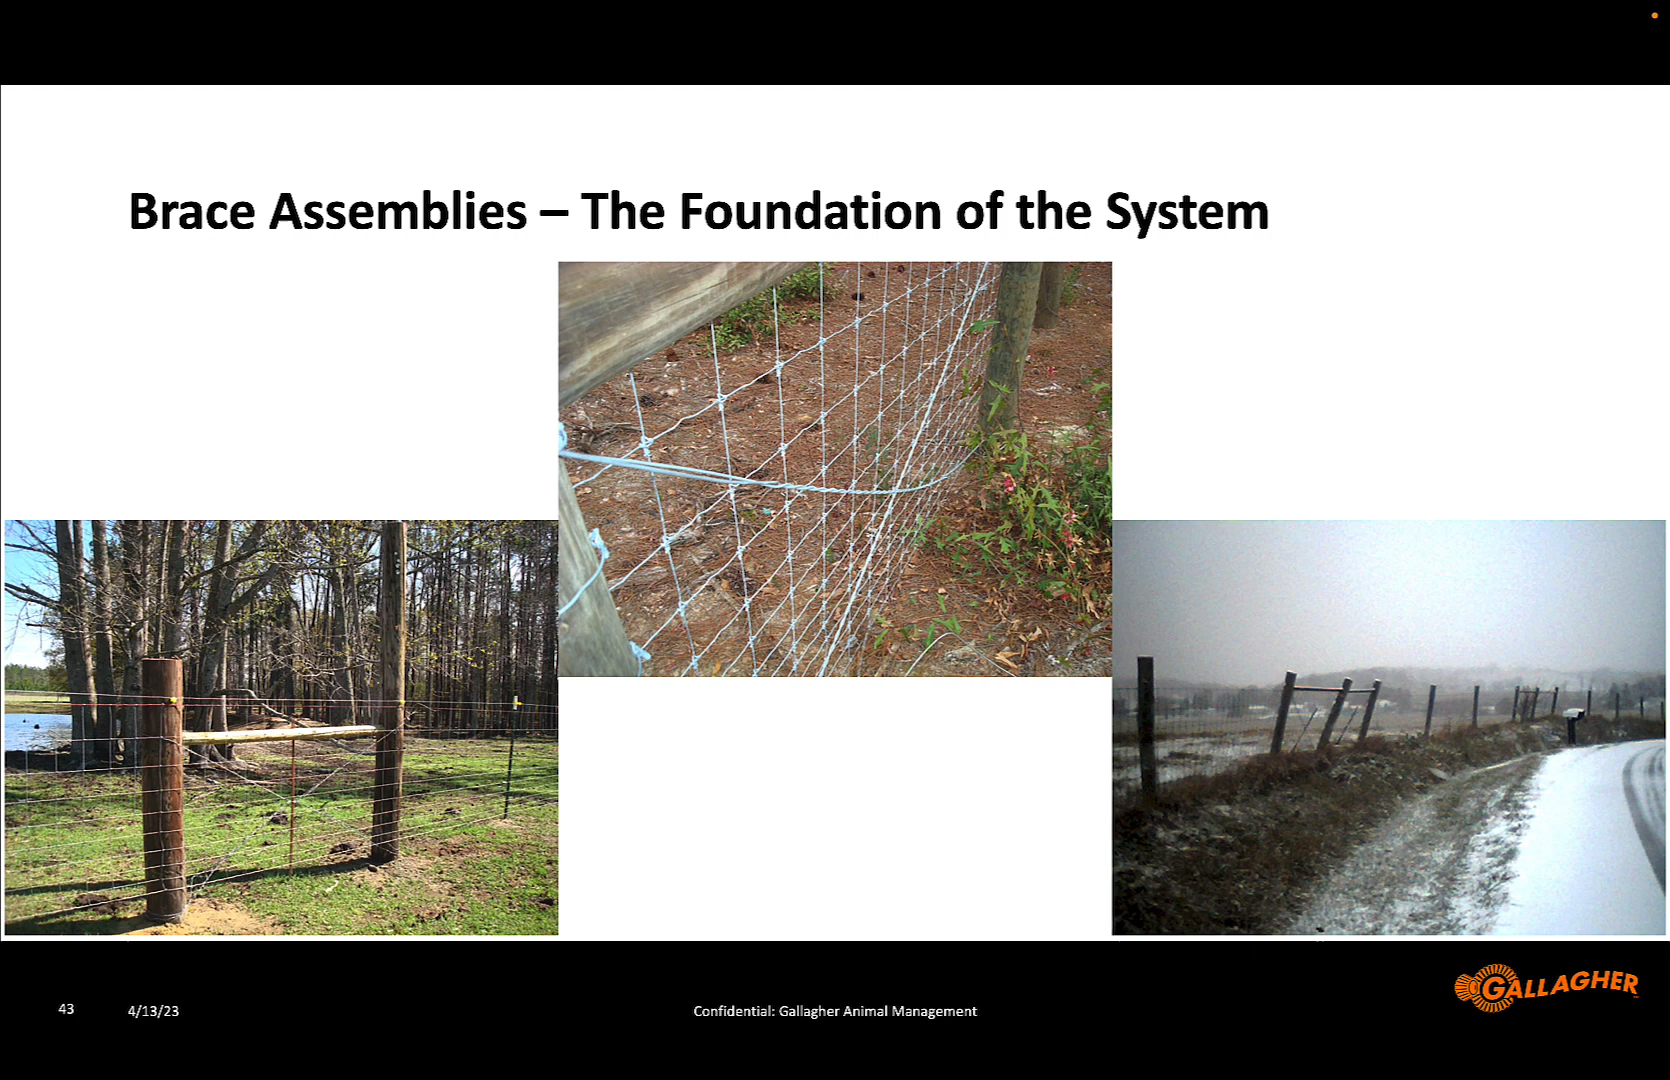 Brace Assemblies – The Foundation of the System
43
4/13/23
Confidential: Gallagher Animal Management
GALLAGHER